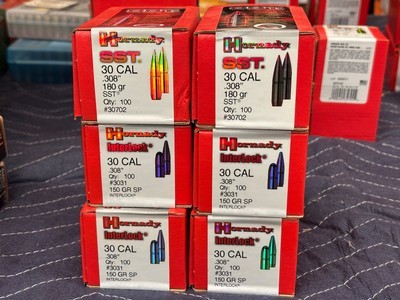 Hornady
SST
30 CAL
.308"
180 gr
SST®
Qty: 100
#30702
Hornady
SST
30 CAL
.308"
180 gr
SST®
Qty: 100
#30702
Hornady
InterLock®
30 CAL
.308"
Qty: 100
#3031
150 GR SP
INTERLOCK®
Hornady
InterLock®
30 CAL
.308"
Qty: 100
#3031
150 GR SP
INTERLOCK®
Hornady
InterLock®
30 CAL
.308"
Qty: 100
#3031
150 GR SP
INTERLOCK®
Hornady
InterLock®
30 CAL
.308"
Qty: 100
#3031
150 GR SP
INTERLOCK®